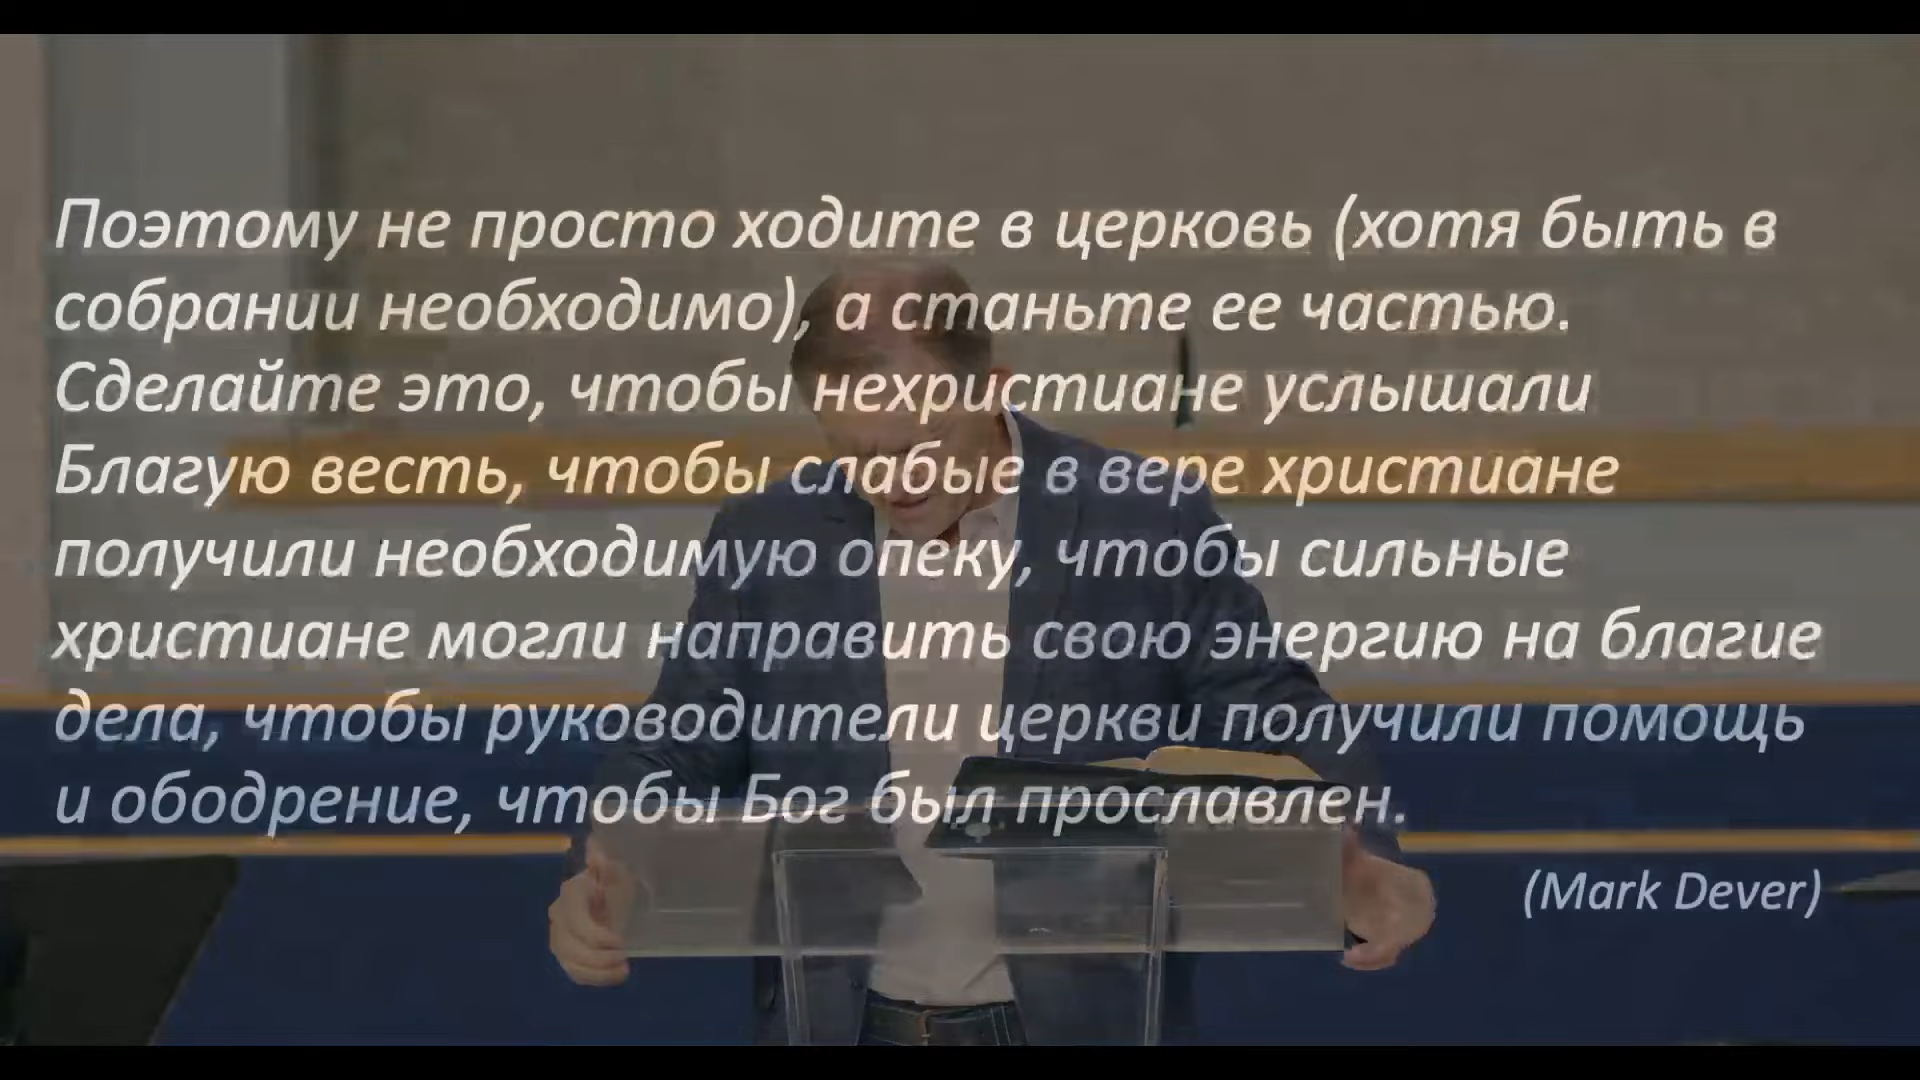 Поэтому не просто ходите в церковь (хотя быть в
собрании необходимо), а станьте ее частью.
Сделайте это, чтобы нехристиане услышали
Благую весть, чтобы слабые в вере христиане
получили необходимую опеку, чтобы сильные
христиане могли направить свою энергию на благие
дела, чтобы руководители церкви получили помощь
и ободрение, чтобы Бог был прославлен.
(Mark Dever)